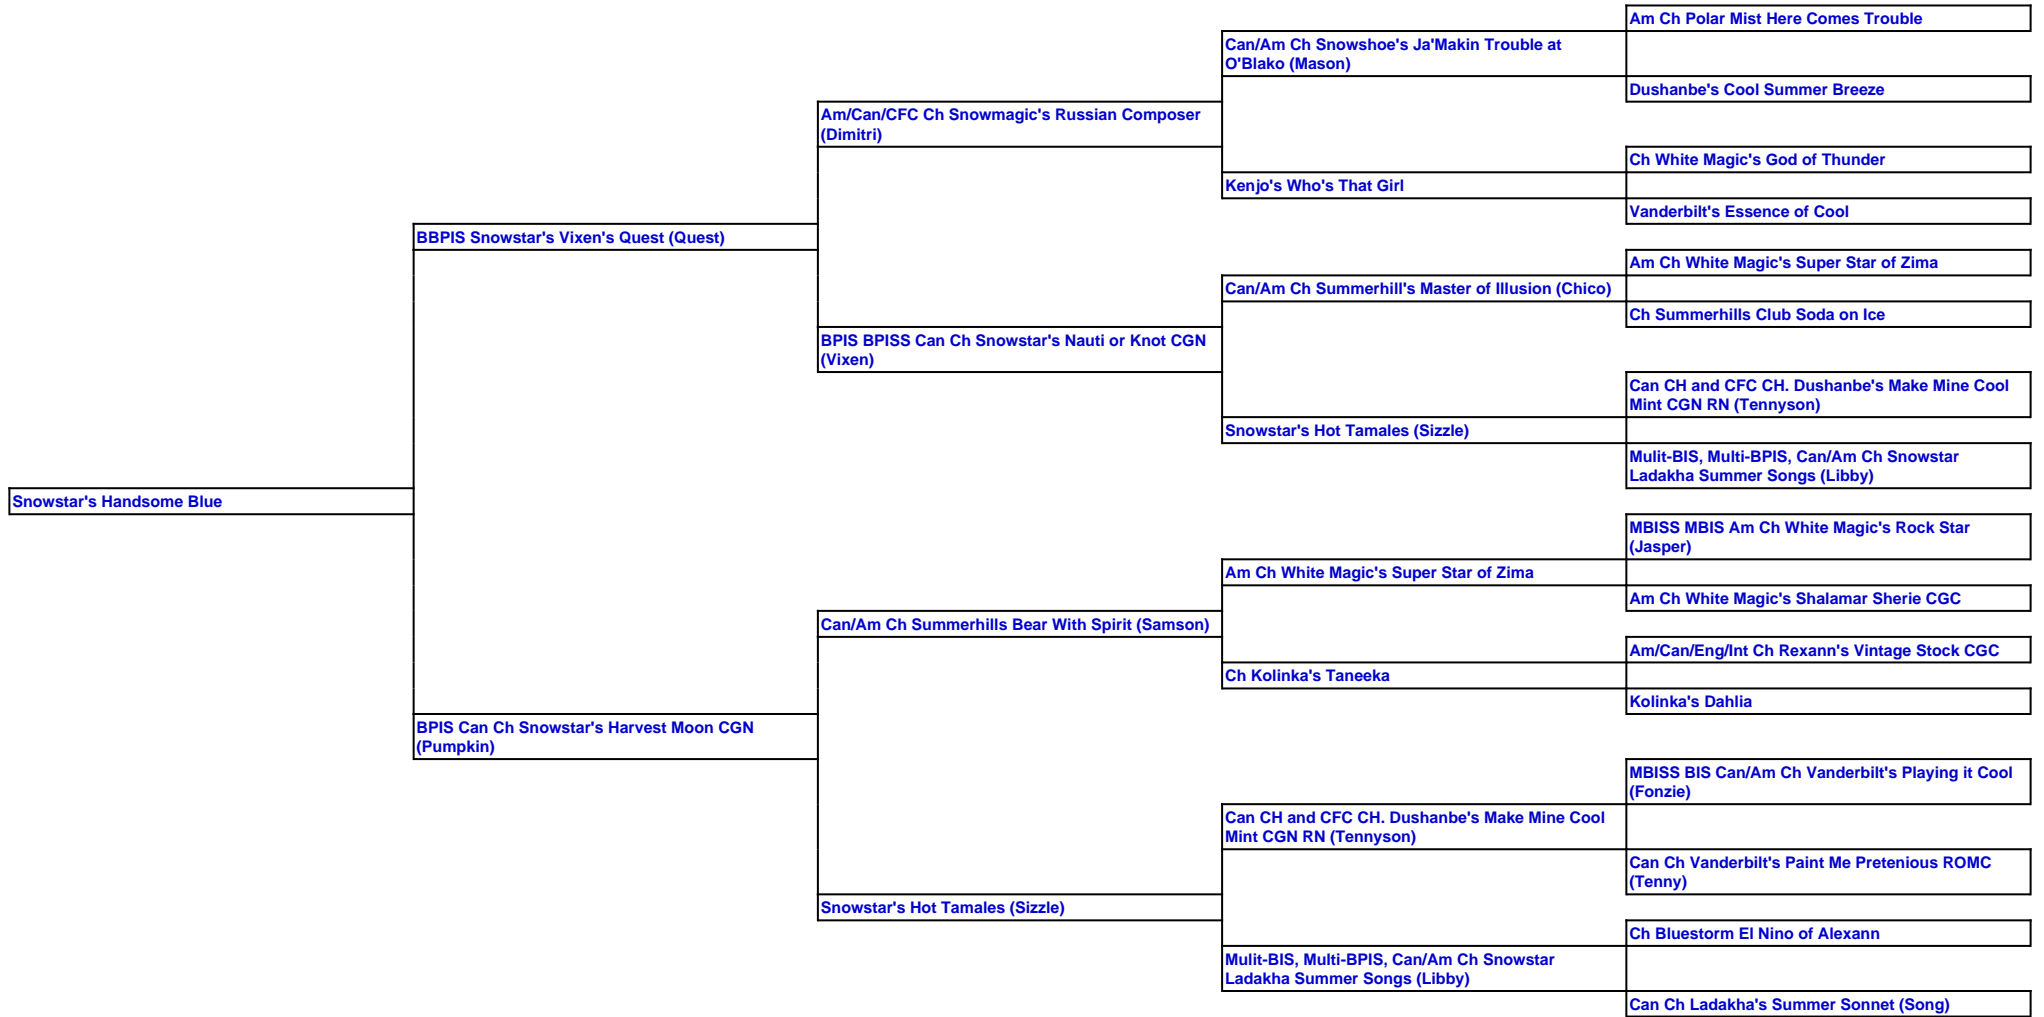 Am Ch Polar Mist Here Comes Trouble
Can/Am Ch Snowshoe's Ja'Makin Trouble at
O'Blako (Mason)
Dushanbe's Cool Summer Breeze
Am/Can/CFC Ch Snowmagic's Russian Composer
(Dimitri)
Ch White Magic's God of Thunder
Kenjo's Who's That Girl
Vanderbilt's Essence of Cool
BBPIS Snowstar's Vixen's Quest (Quest)
Am Ch White Magic's Super Star of Zima
Can/Am Ch Summerhill's Master of Illusion (Chico)
Ch Summerhills Club Soda on Ice
BPIS BPISS Can Ch Snowstar's Nauti or Knot CGN
(Vixen)
Can CH and CFC CH. Dushanbe's Make Mine Cool
Mint CGN RN (Tennyson)
Snowstar's Hot Tamales (Sizzle)
Mulit-BIS, Multi-BPIS, Can/Am Ch Snowstar
Ladakha Summer Songs (Libby)
Snowstar's Handsome Blue
MBISS MBIS Am Ch White Magic's Rock Star
(Jasper)
Am Ch White Magic's Super Star of Zima
Am Ch White Magic's Shalamar Sherie CGC
Can/Am Ch Summerhills Bear With Spirit (Samson)
Am/Can/Eng/Int Ch Rexann's Vintage Stock CGC
Ch Kolinka's Taneeka
Kolinka's Dahlia
BPIS Can Ch Snowstar's Harvest Moon CGN
(Pumpkin)
MBISS BIS Can/Am Ch Vanderbilt's Playing it Cool
(Fonzie)
Can CH and CFC CH. Dushanbe's Make Mine Cool
Mint CGN RN (Tennyson)
Can Ch Vanderbilt's Paint Me Pretenious ROMC
(Tenny)
Snowstar's Hot Tamales (Sizzle)
Ch Bluestorm El Nino of Alexann
Mulit-BIS, Multi-BPIS, Can/Am Ch Snowstar
Ladakha Summer Songs (Libby)
Can Ch Ladakha's Summer Sonnet (Song)